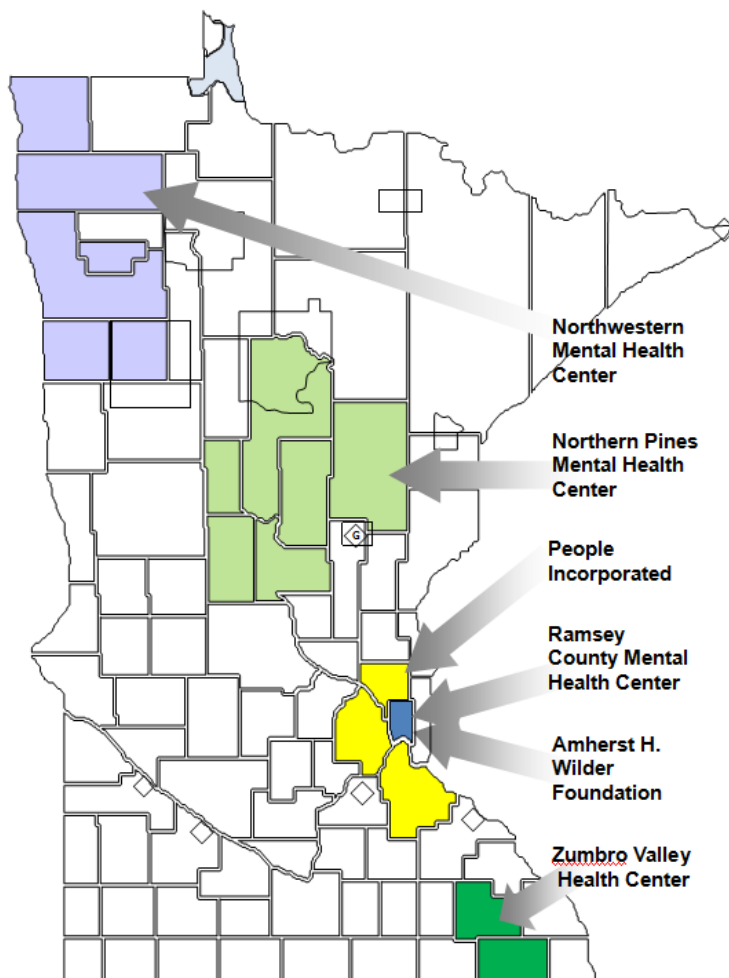 Northwestern
Mental Health
Center
Northern Pines
Mental Health
Center
G
People
Incorporated
Ramsey
County Mental
Health Center
Amherst H.
Wilder
Foundation
Zumbro Valley
Health Center